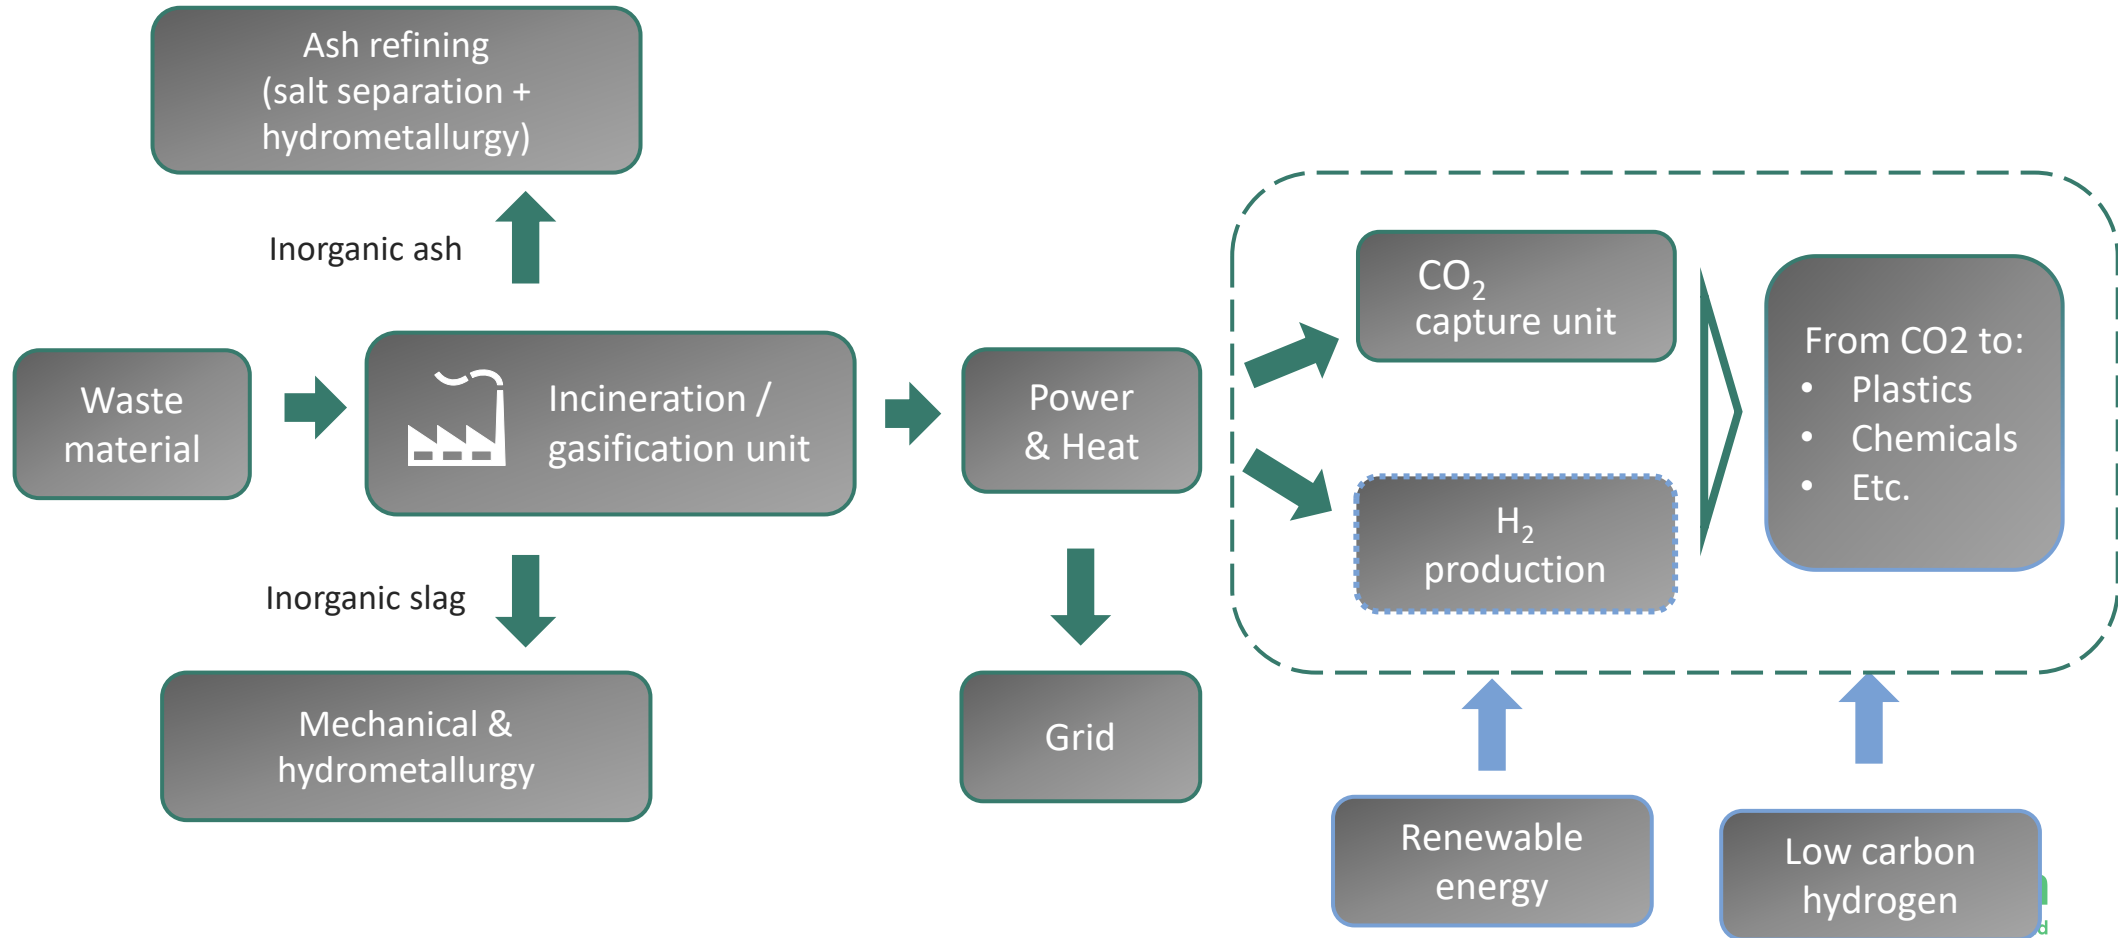 Ash refining
(salt separation +
hydrometallurgy)
Inorganic ash
Waste
material
Incineration /
gasification unit
Power
& Heat
CO₂
capture unit
H₂
production
From CO2 to:
• Plastics
• Chemicals
• Etc.
Inorganic slag
Mechanical &
hydrometallurgy
Grid
Renewable
energy
Low carbon
hydrogen